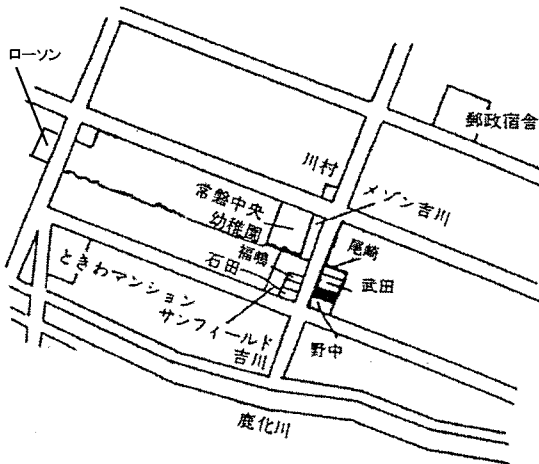 ローソン
郵政宿舎
川村
メゾン吉川
常磐中央
幼稚園
尾崎
福鴨
石田
武田
ときわマンション
サンフィールド
吉川
野中
鹿化川